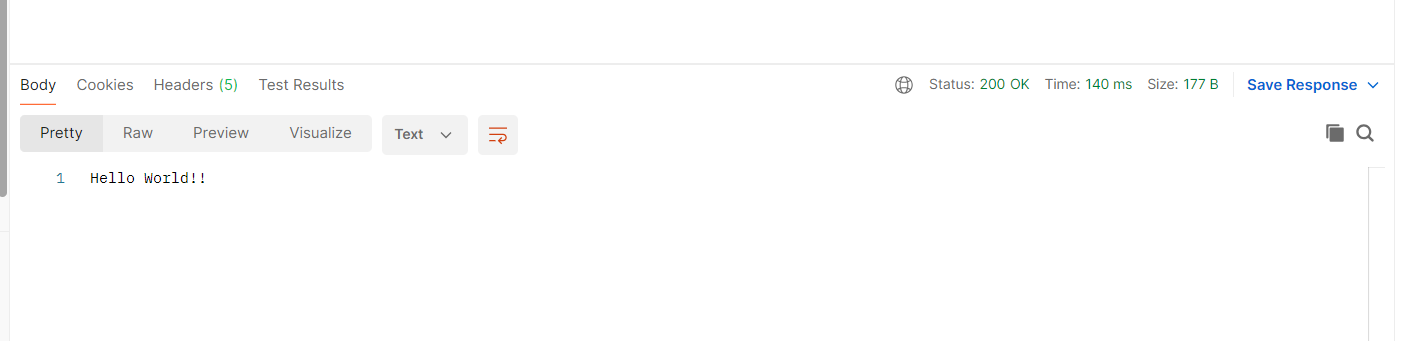 Body Cookies Headers (5) Test Results Status: 200 OK Time: 140 ms Size: 177 B Save Response
Pretty Raw Preview Visualize Text
1 Hello World!!